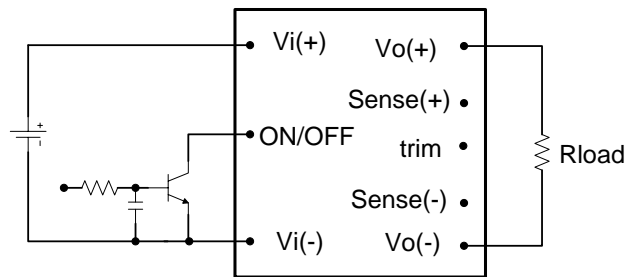 Vi(+)
Vo(+)
Sense(+)
+
-
ON/OFF
trim
Rload
Sense(-)
Vi(-)
Vo(-)